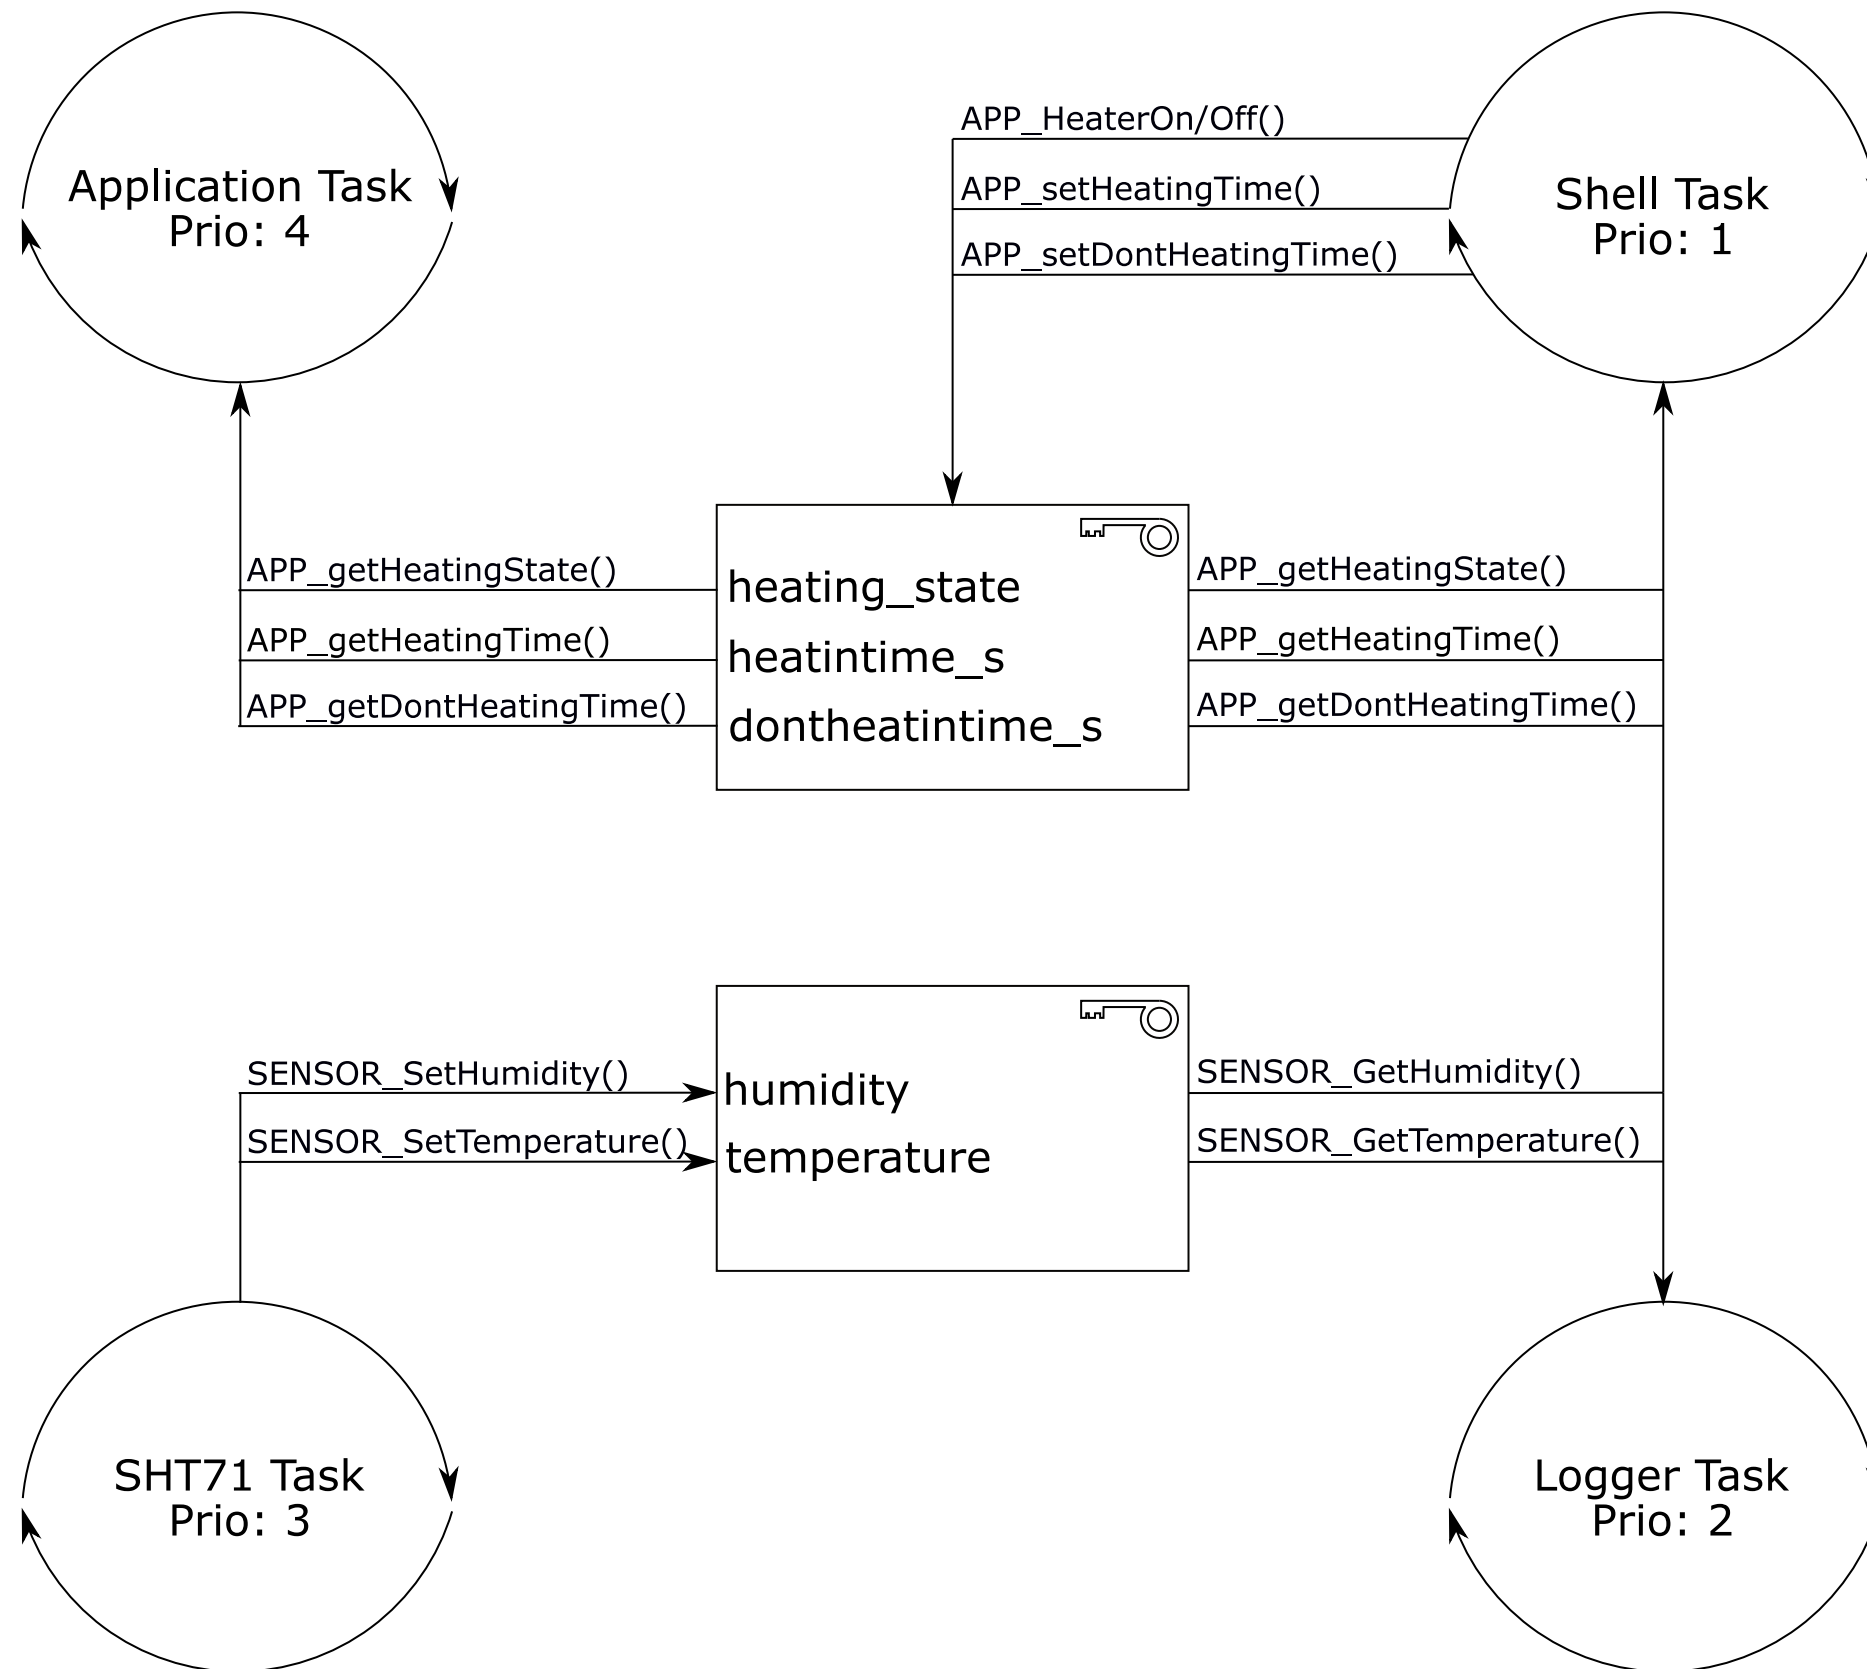 Application Task
Prio: 4
APP_HeaterOn/Off()
APP_setHeatingTime()
APP_setDontHeatingTime()
Shell Task
Prio: 1
APP_getHeatingState()
APP_getHeatingTime()
APP_getDontHeatingTime()
heating_state
heatintime_s
dontheatintime_s
APP_getHeatingState()
APP_getHeatingTime()
APP_getDontHeatingTime()
SENSOR_SetHumidity()
SENSOR_SetTemperature()
humidity
temperature
SENSOR_GetHumidity()
SENSOR_GetTemperature()
SHT71 Task
Prio: 3
Logger Task
Prio: 2